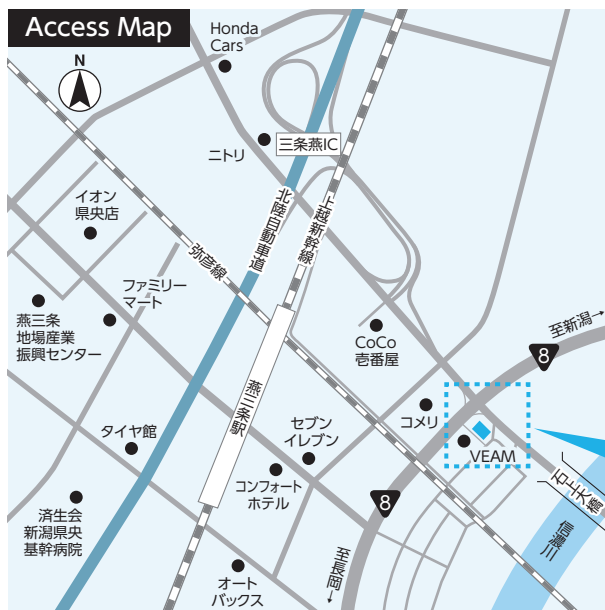 Access Map
N
Honda
Cars
ニトリ
三条燕IC
イオン
県央店
北陸自動車道
上越新幹線
弥彦線
ファミリー
マート
燕三条
地場産業
振興センター
CoCo
壱番屋
至新潟→
8
燕三条駅
コメリ
VEAM
タイヤ館
セブン
イレブン
コンフォート
ホテル
石上大橋
8
済生会
新潟県央
基幹病院
信濃川
至長岡→
オート
バックス